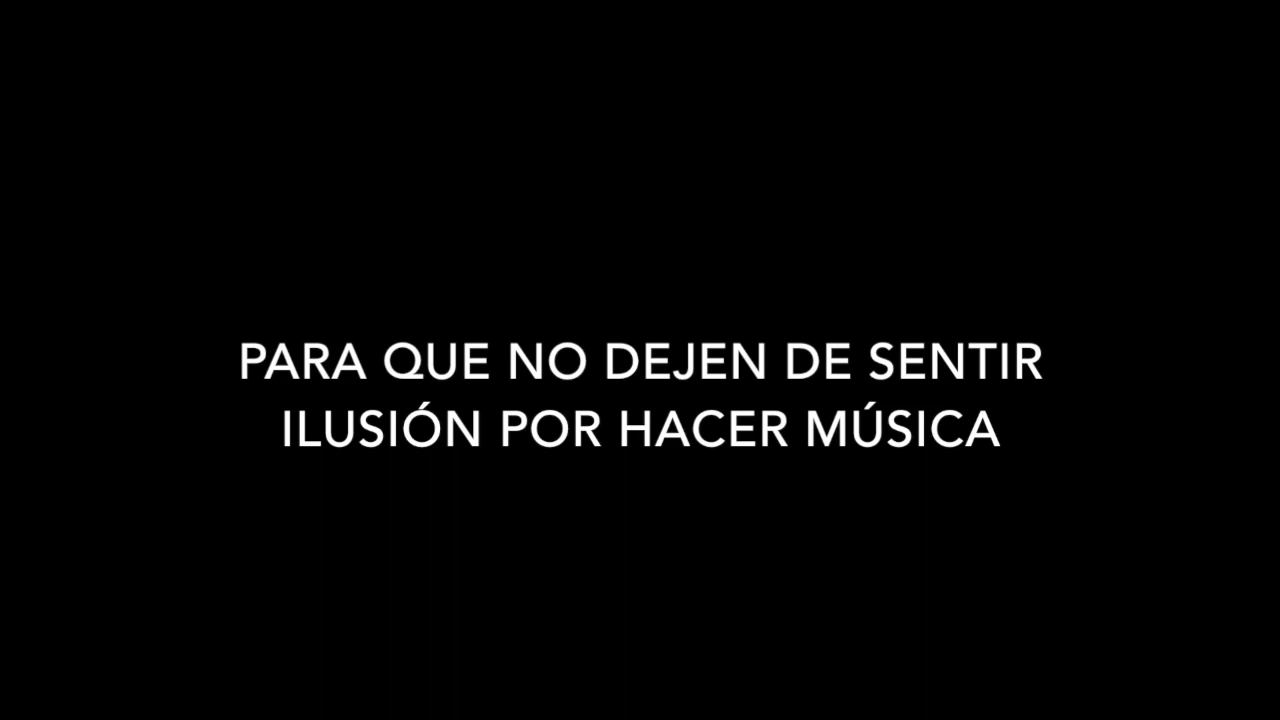 PARA QUE NO DEJEN DE SENTIR
ILUSIÓN POR HACER MÚSICA